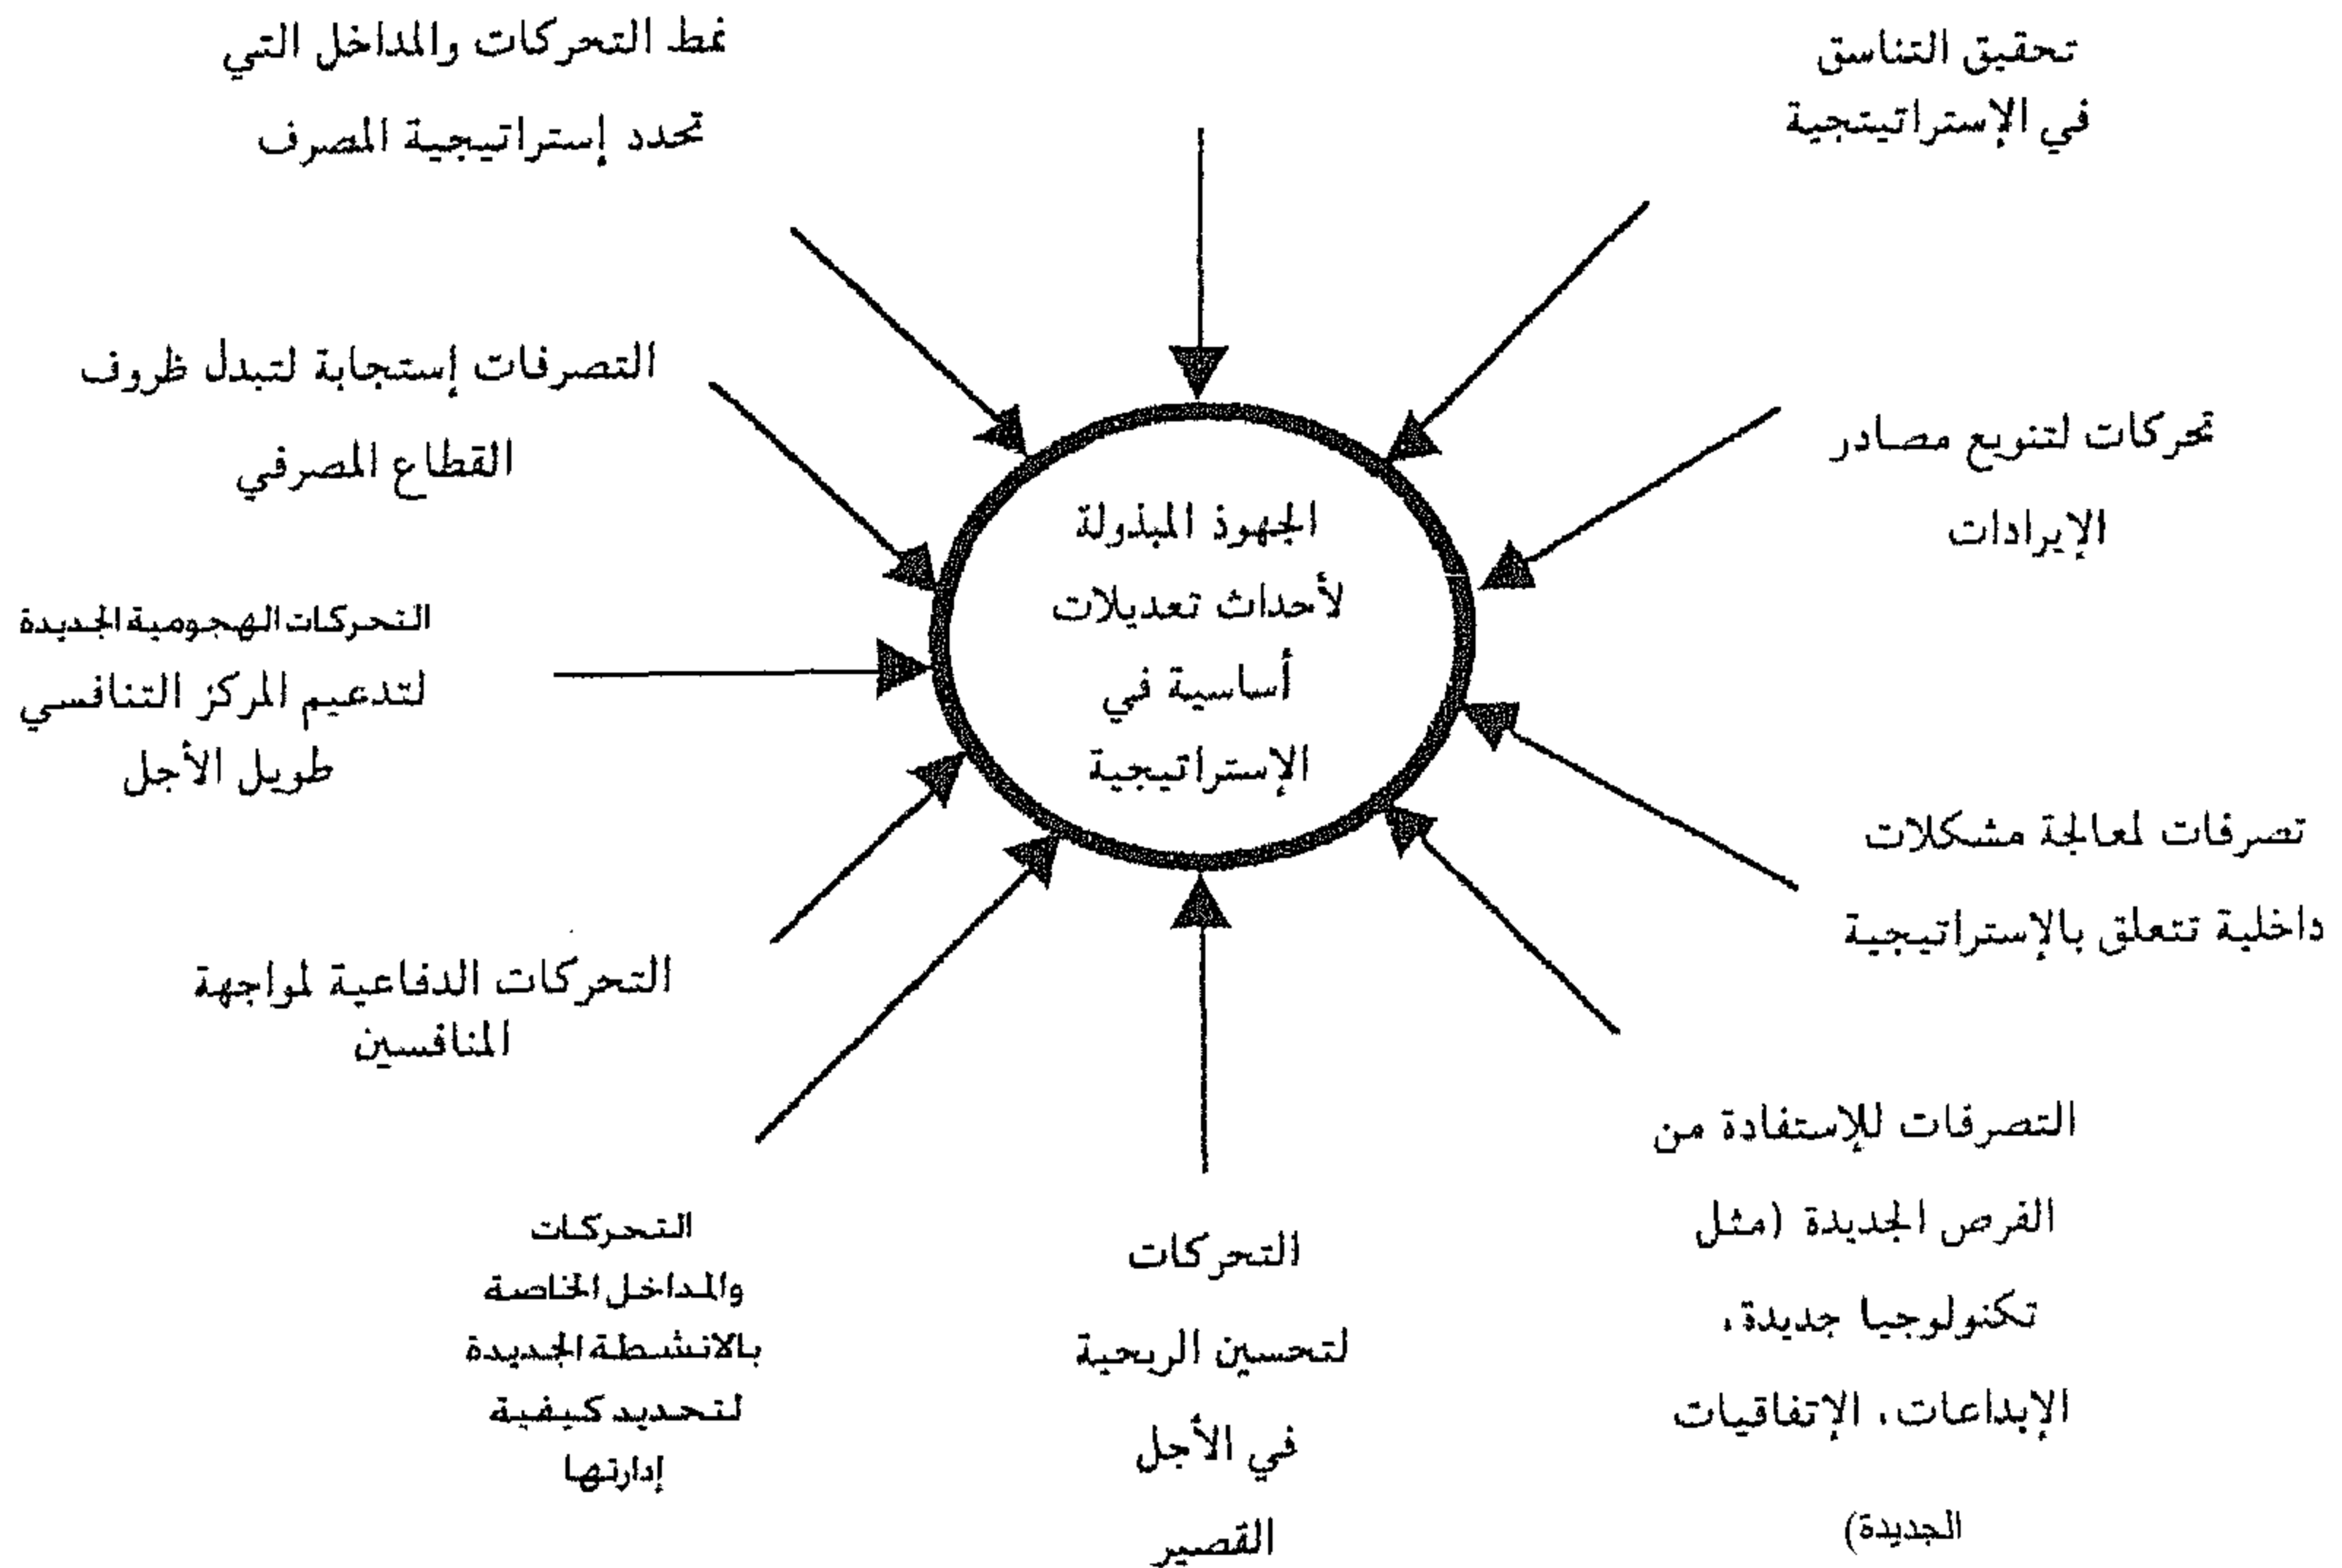 تحقيق التناسق
في الإستراتيتجية
نمط التحركات والمداخل التي
تحدد إستراتيجية المصرف
تحركات لتنويع مصادر
الإيرادات
التصرفات إستجابة لتبدل ظروف
القطاع المصرفي
الجهوة المبذولة
لأحداث تعديلات
أساسية في
الإستراتيجية
التحركات الهجومية الجديدة
لتدعيم المركز التنافسي
طويل الأجل
تصرفات لمعالجة مشكلات
داخلية تتعلق بالإستراتيجية
التحركات الدفاعية لمواجهة
المنافسين
التصرفات للإستفادة من
الفرص الجديدة (مثل
تكنولوجيا جديدة،
الإبداعات، الإتفاقيات
الجديدة)
التحركات
لتحسين الربحية
في الأجل
القصير
التحركات
والمداخل الخاصة
بالانشطة الجديدة
لتحديد كيفية
إدارتها